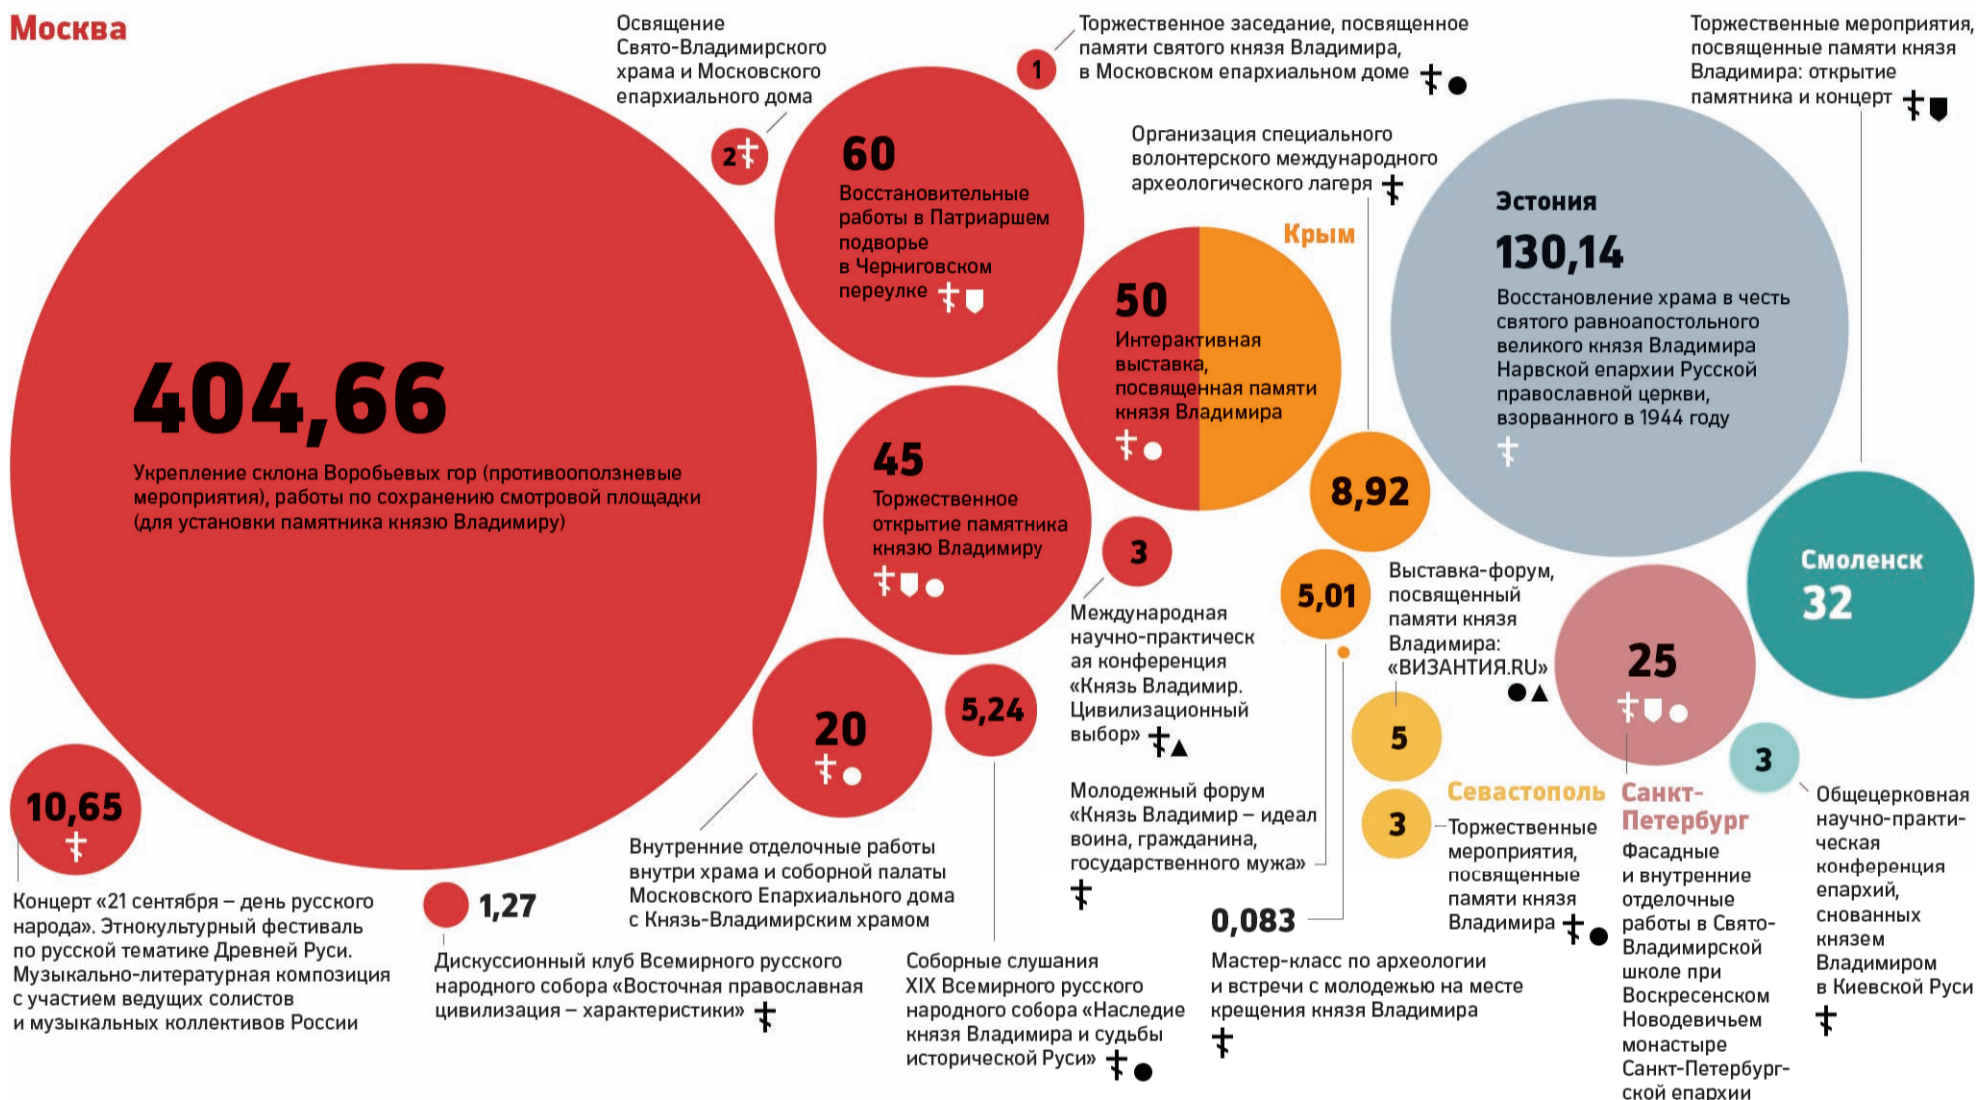 Москва
Освящение
Свято-Владимирского
храма и Московского
епархиального дома
2
1
Торжественное заседание, посвященное
памяти святого князя Владимира,
в Московском епархиальном доме
Торжественные мероприятия,
посвященные памяти князя
Владимира: открытие
памятника и концерт
Организация специального
волонтерского международного
археологического лагеря
60
Восстановительные
работы в Патриаршем
подворье
в Черниговском
переулке
Крым
50
Интерактивная
выставка,
посвященная памяти
князя Владимира
Эстония
130,14
Восстановление храма в честь
святого равноапостольного
великого князя Владимира
Нарвской епархии Русской
православной церкви,
взорванного в 1944 году
404,66
Укрепление склона Воробьевых гор (противооползневые
мероприятия), работы по сохранению смотровой площадки
(для установки памятника князю Владимиру)
45
Торжественное
открытие памятника
князю Владимиру
8,92
3
Международная
научно-практическ
ая конференция
«Князь Владимир.
Цивилизационный
выбор»
5,01
Выставка-форум,
посвященный
памяти князя
Владимира:
«ВИЗАНТИЯ.RU»
Смоленск
32
25
20
5,24
5
3
3
10,65
Молодежный форум
«Князь Владимир – идеал
воина, гражданина,
государственного мужа»
Севастополь
Торжественные
мероприятия,
посвященные
памяти князя
Владимира
Санкт-
Петербург
Фасадные
и внутренние
отделочные
работы в Свято-
Владимирской
школе при
Воскресенском
Новодевичьем
монастыре
Санкт-Петербург-
ской епархии
Общецерковная
научно-практи-
ческая
конференция
епархий,
снованных
князем
Владимиром
в Киевской Руси
Внутренние отделочные работы
внутри храма и соборной палаты
Московского Епархиального дома
с Князь-Владимирским храмом
Концерт «21 сентября – день русского
народа». Этнокультурный фестиваль
по русской тематике Древней Руси.
Музыкально-литературная композиция
с участием ведущих солистов
и музыкальных коллективов России
1,27
Дискуссионный клуб Всемирного русского
народного собора «Восточная православная
цивилизация – характеристики»
Соборные слушания
XIX Всемирного русского
народного собора «Наследие
князя Владимира и судьбы
исторической Руси»
0,083
Мастер-класс по археологии
и встречи с молодежью на месте
крещения князя Владимира